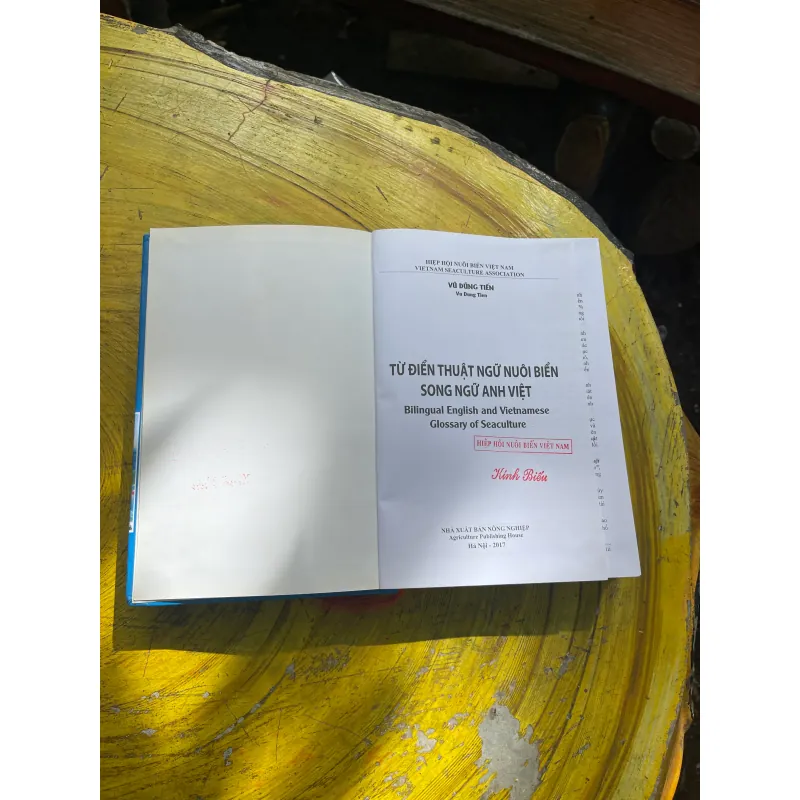 HIỆP HỘI NUÔI BIỂN VIỆT NAM
VIETNAM SEACULTURE ASSOCIATION
VŨ DŨNG TIẾN
Vu Dung Tien
TỪ ĐIỂN THUẬT NGỮ NUÔI BIỂN
SONG NGỮ ANH VIỆT
Bilingual English and Vietnamese
Glossary of Seaculture
HIỆP HỘI NUÔI BIỂN VIỆT NAM
Kính Biếu
NHÀ XUẤT BẢN NÔNG NGHIỆP
Agriculture Publishing House
Hà Nội - 2017